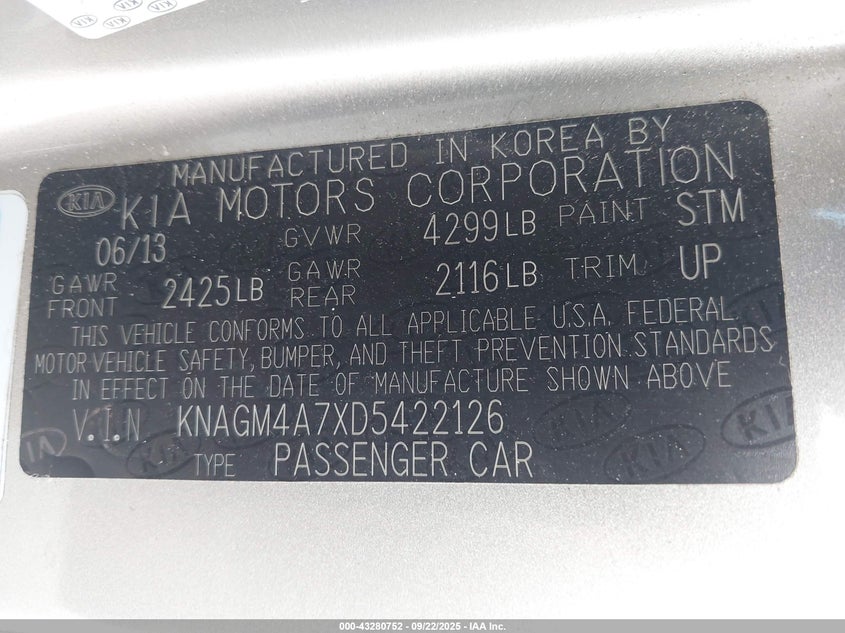 MANUFACTURED IN KOREA BY
KIA KIA MOTORS CORPORATION
06/13 GVWR 4299LB PAINT STM
GAWR FRONT 2425LB GAWR REAR 2116LB TRIM UP
THIS VEHICLE CONFORMS TO ALL APPLICABLE U.S.A. FEDERAL
MOTOR-VEHICLE SAFETY, BUMPER, AND THEFT PREVENTION STANDARDS
IN EFFECT ON THE DATE OF MANUFACTURE SHOWN ABOVE
V.I.N KNAGM4A7XD5422126
TYPE PASSENGER CAR
000-43280752 - 09/22/2025 - IAA Inc.